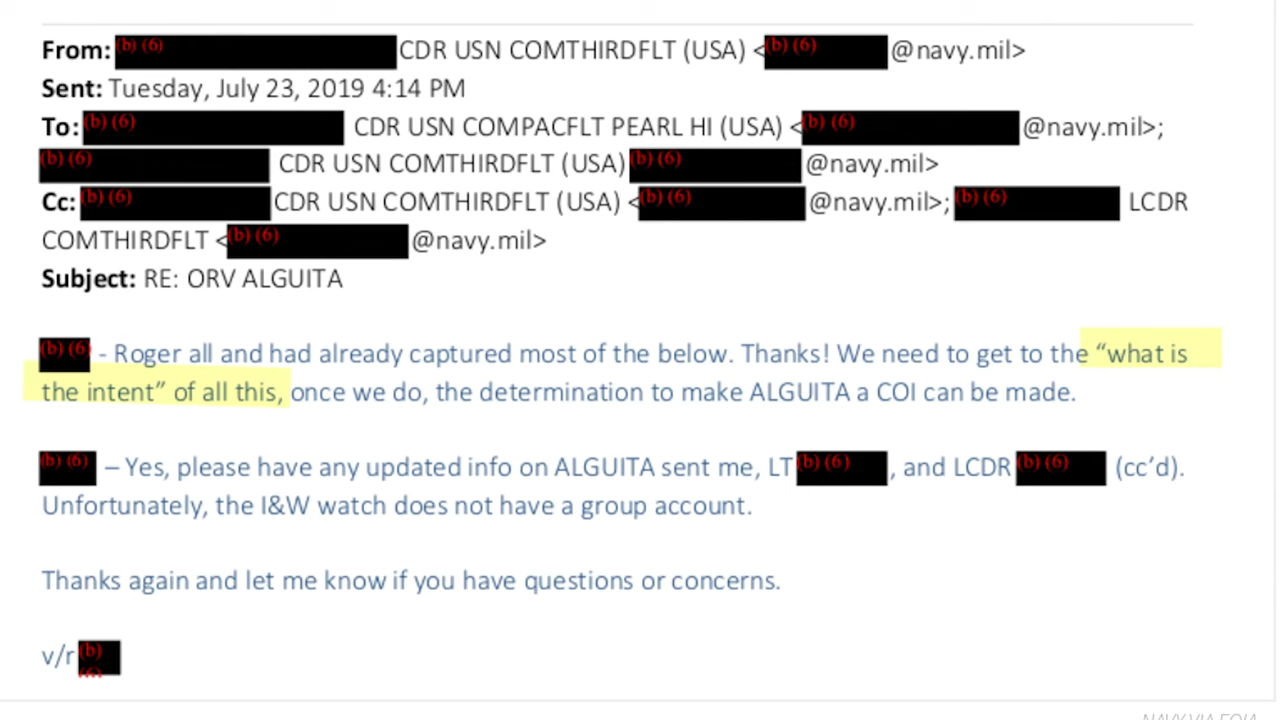 From: (b) (6) CDR USN COMTHIRDFLT (USA) <(b) (6) @navy.mil>
Sent: Tuesday, July 23, 2019 4:14 PM
To: (b) (6) CDR USN COMPACFLT PEARL HI (USA) <(b) (6) @navy.mil>;
(b) (6) CDR USN COMTHIRDFLT (USA) (b) (6) @navy.mil>
Cc: (b) (6) CDR USN COMTHIRDFLT (USA) <(b) (6) @navy.mil>; (b) (6) LCDR
COMTHIRDFLT <(b) (6) @navy.mil>
Subject: RE: ORV ALGUITA
(b) (6) - Roger all and had already captured most of the below. Thanks! We need to get to the “what is
the intent” of all this, once we do, the determination to make ALGUITA a COI can be made.
(b) (6) – Yes, please have any updated info on ALGUITA sent me, LT (b) (6) , and LCDR (b) (6) (cc’d).
Unfortunately, the I&W watch does not have a group account.
Thanks again and let me know if you have questions or concerns.
v/r (b)
(6)
NAVY VIA FOIA